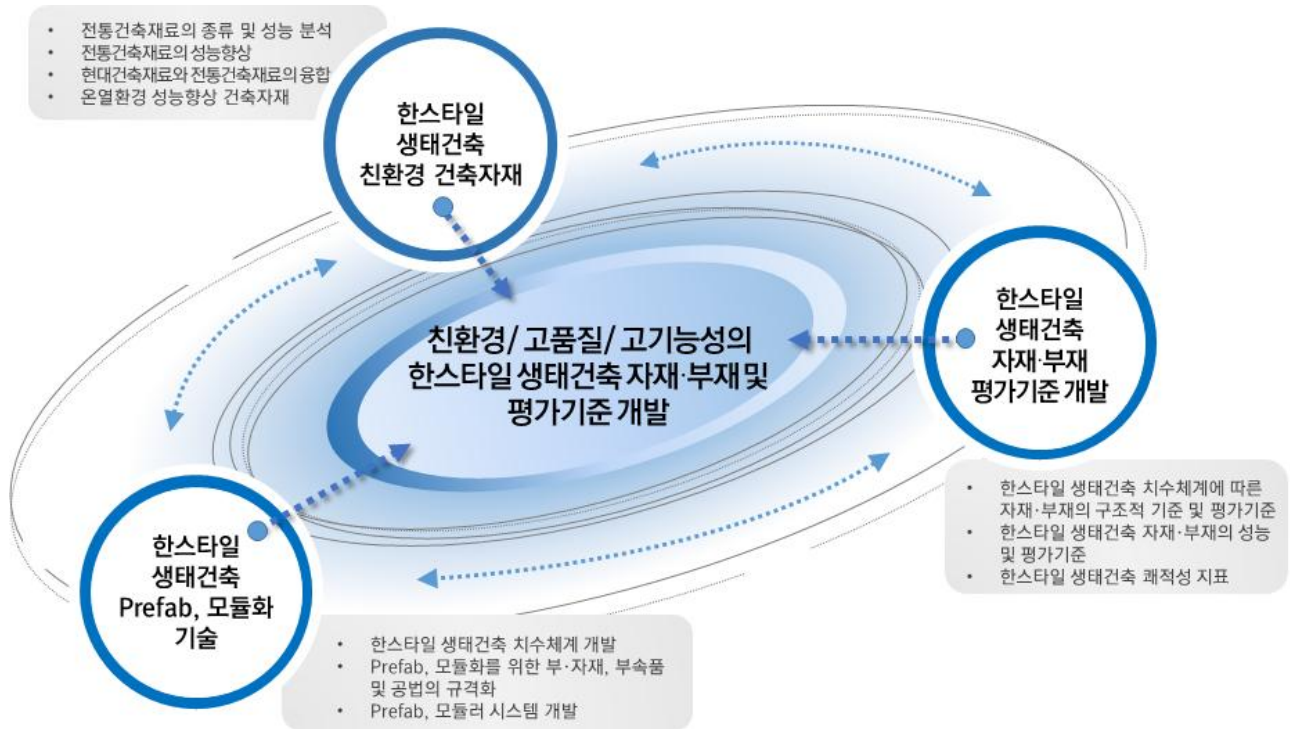 • 전통건축재료의 종류 및 성능 분석
• 전통건축재료의 성능향상
• 현대건축재료와 전통건축재료의 융합
• 온열환경 성능향상 건축자재
한스타일
생태건축
친환경 건축자재
한스타일
생태건축
자재·부재
평가기준 개발
친환경/ 고품질/ 고기능성의
한스타일 생태건축 자재·부재 및
평가기준 개발
• 한스타일 생태건축 치수체계에 따른
자재·부재의 구조적 기준 및 평가기준
• 한스타일 생태건축 자재·부재의 성능
및 평가기준
• 한스타일 생태건축 쾌적성 지표
한스타일
생태건축
Prefab, 모듈화
기술
• 한스타일 생태건축 치수체계 개발
• Prefab, 모듈화를 위한 부·자재, 부속품
및 공법의 규격화
• Prefab, 모듈러 시스템 개발